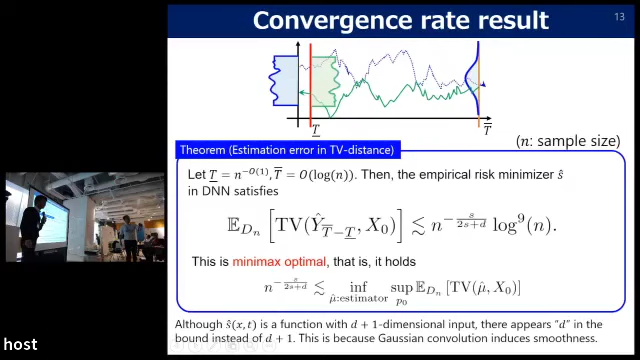 Convergence rate result
13
T
T̅
(n: sample size)
Theorem (Estimation error in TV-distance)
Let T̲ = n^{-O(1)}, T̅ = O(log(n)). Then, the empirical risk minimizer ŝ
in DNN satisfies
𝔼_{D_n} [TV(Ŷ_{T̅−T̲}, X_0)] ≲ n^{-s/(2s+d)} log^9(n).
This is minimax optimal, that is, it holds
n^{-s/(2s+d)} ≲ inf_{μ̂:estimator} sup_{p_0} 𝔼_{D_n} [TV(μ̂, X_0)]
Although ŝ(x, t) is a function with d + 1-dimensional input, there appears "d" in the
bound instead of d + 1. This is because Gaussian convolution induces smoothness.
host